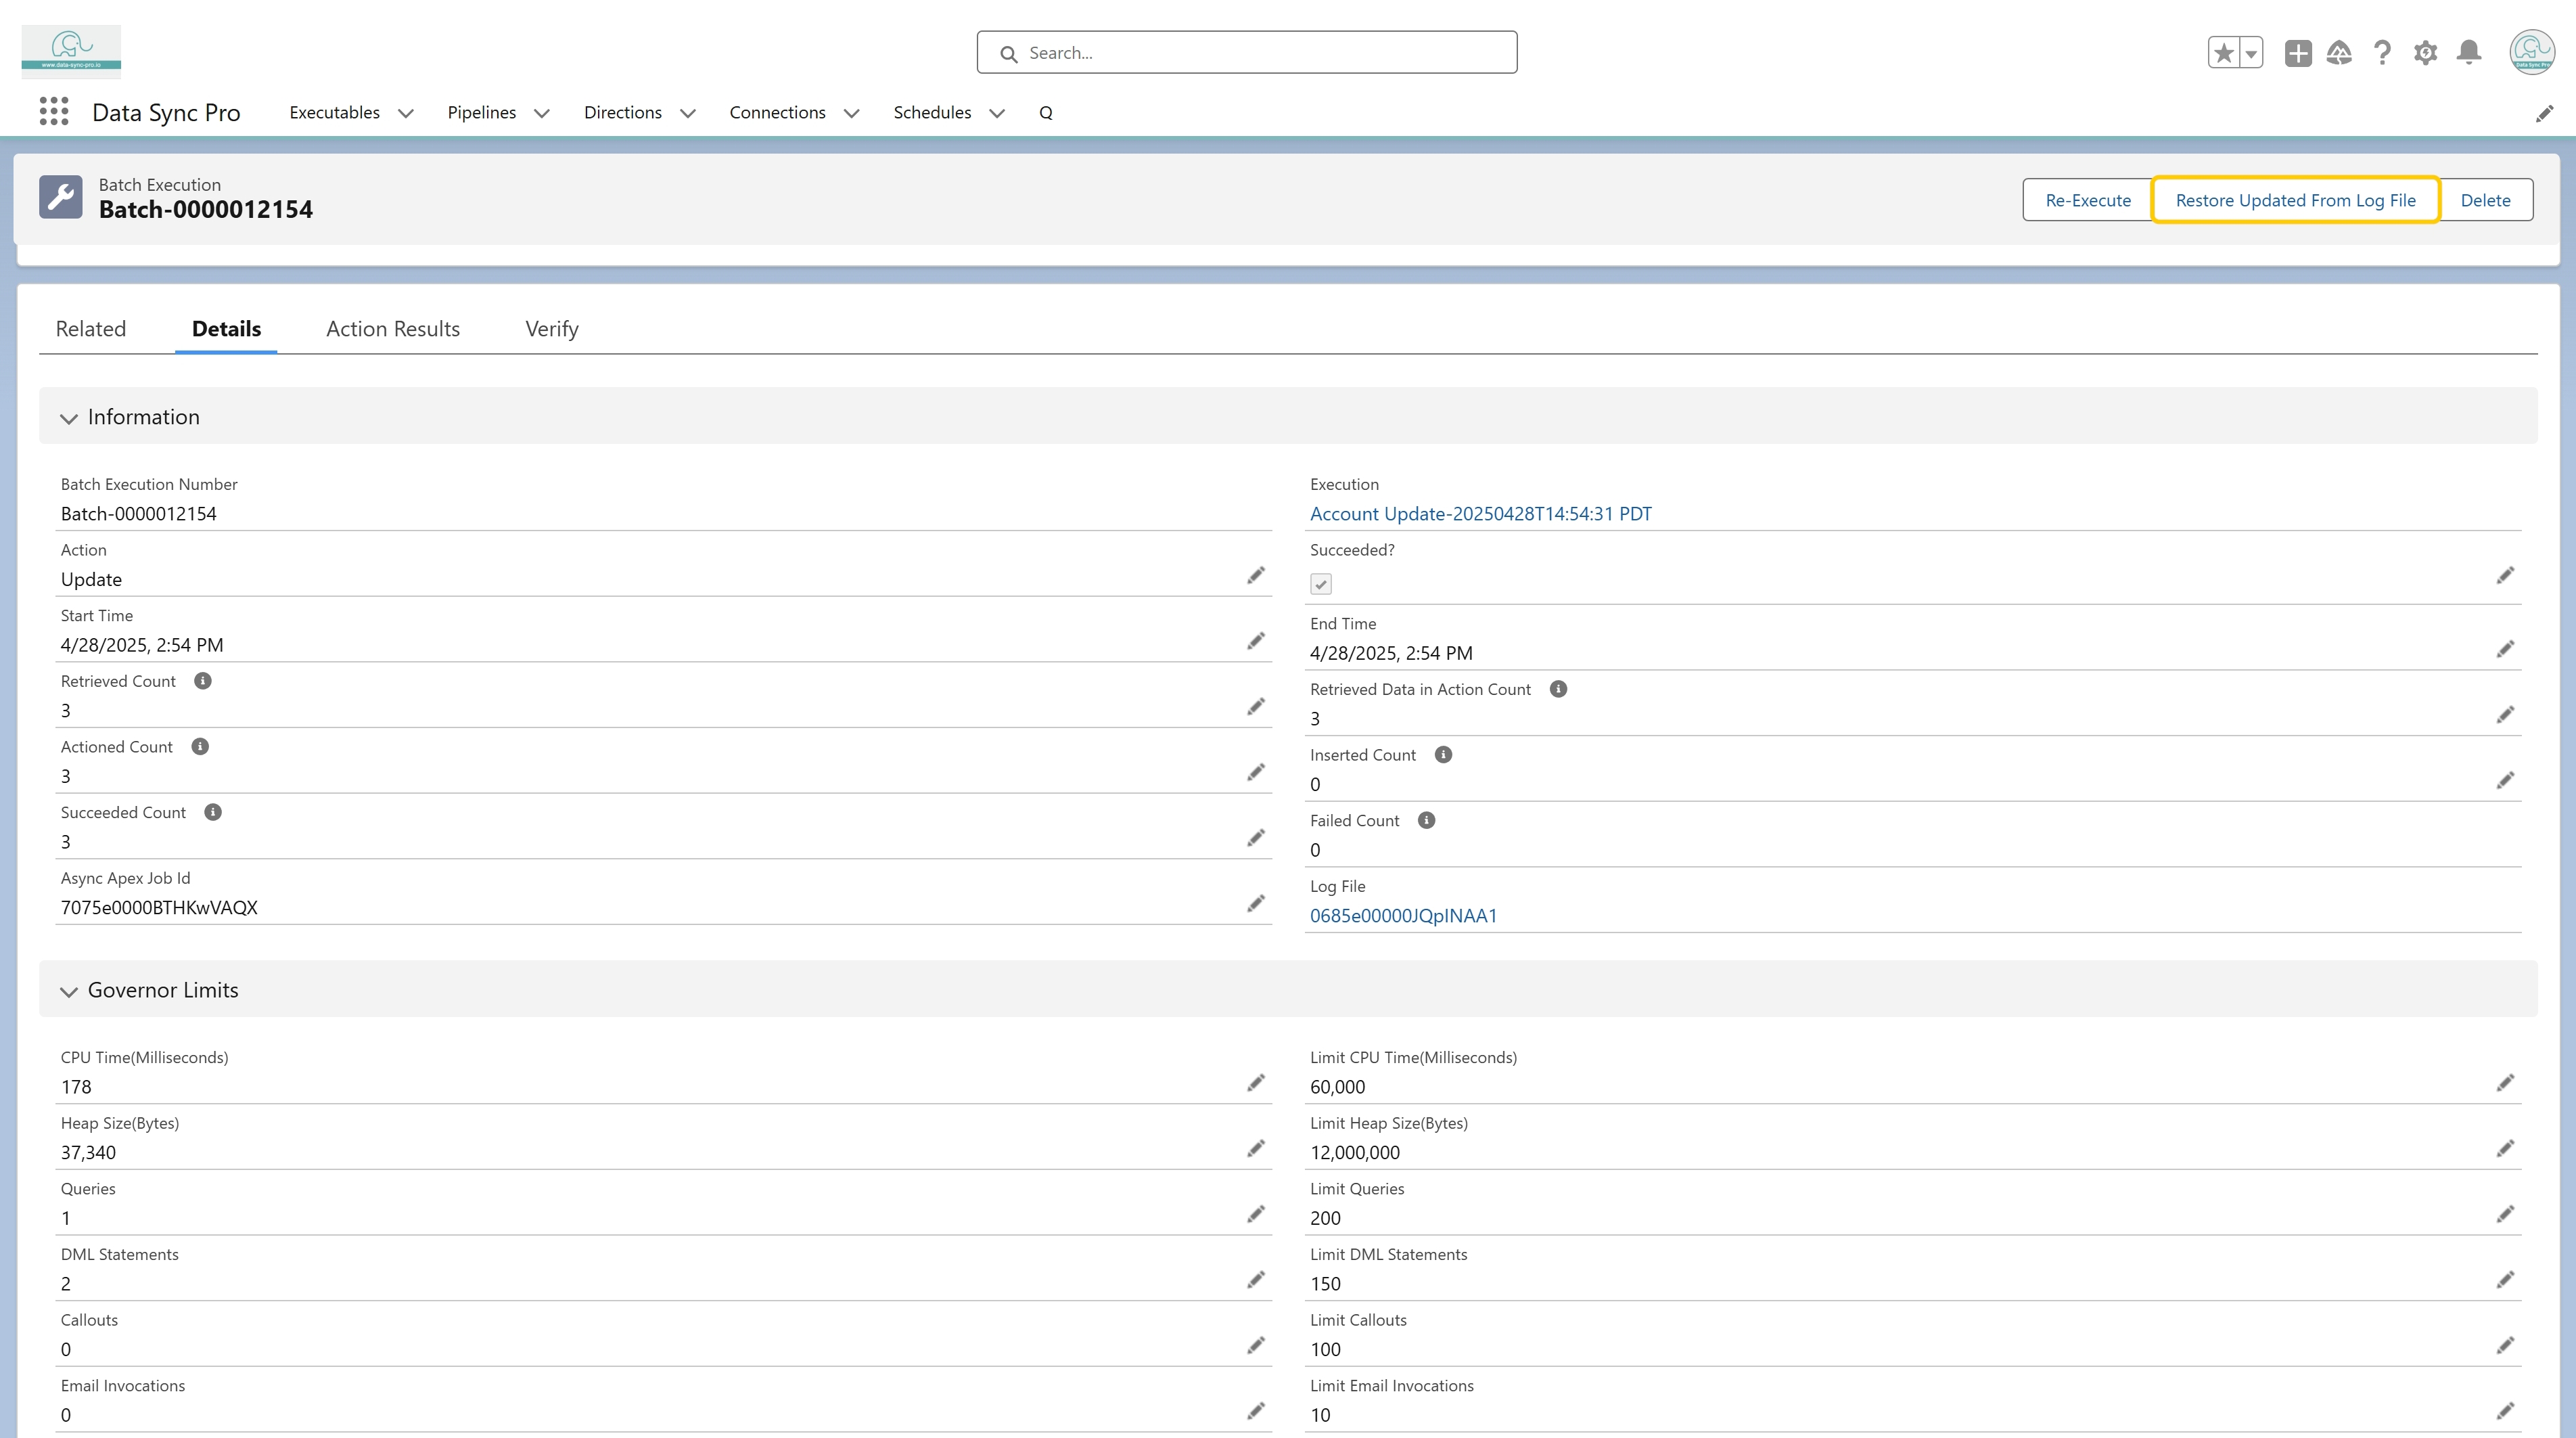 www.data-sync-pro.io
Search...
Data Sync Pro
Data Sync Pro
Executables
Pipelines
Directions
Connections
Schedules
Q
Batch Execution
Batch-0000012154
Re-Execute
Restore Updated From Log File
Delete
Related
Details
Action Results
Verify
Information
Batch Execution Number
Batch-0000012154
Execution
Account Update-20250428T14:54:31 PDT
Action
Update
Succeeded?
Start Time
4/28/2025, 2:54 PM
End Time
4/28/2025, 2:54 PM
Retrieved Count
3
Retrieved Data in Action Count
3
Actioned Count
3
Inserted Count
0
Succeeded Count
3
Failed Count
0
Async Apex Job Id
7075e0000BTHKwVAQX
Log File
0685e00000JQpINAA1
Governor Limits
CPU Time(Milliseconds)
178
Limit CPU Time(Milliseconds)
60,000
Heap Size(Bytes)
37,340
Limit Heap Size(Bytes)
12,000,000
Queries
1
Limit Queries
200
DML Statements
2
Limit DML Statements
150
Callouts
0
Limit Callouts
100
Email Invocations
0
Limit Email Invocations
10